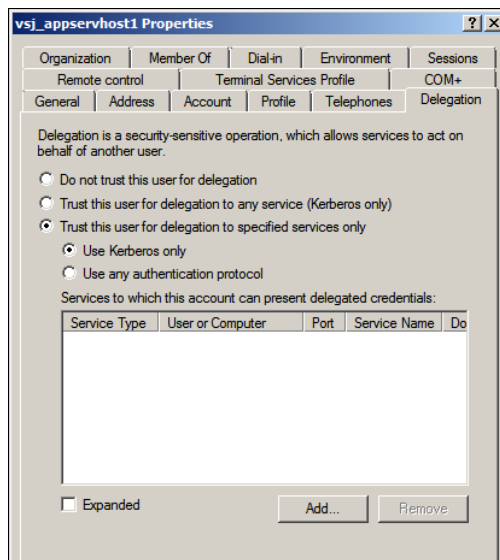 vsj_appservhost1 Properties
Organization Member Of Dial-in Environment Sessions
Remote control Terminal Services Profile COM+
General Address Account Profile Telephones Delegation
Delegation is a security-sensitive operation, which allows services to act on
behalf of another user.
Do not trust this user for delegation
Trust this user for delegation to any service (Kerberos only)
Trust this user for delegation to specified services only
Use Kerberos only
Use any authentication protocol
Services to which this account can present delegated credentials:
Service Type User or Computer Port Service Name Do
Expanded Add... Remove